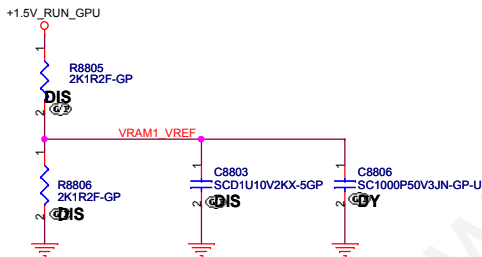 +1.5V_RUN_GPU
1
R8805
2K1R2F-GP
DIS
2
VRAM1_VREF
1
R8806
2K1R2F-GP
DIS
2
1
C8803
SCD1U10V2KX-5GP
DIS
2
1
C8806
SC1000P50V3JN-GP-U
DY
2